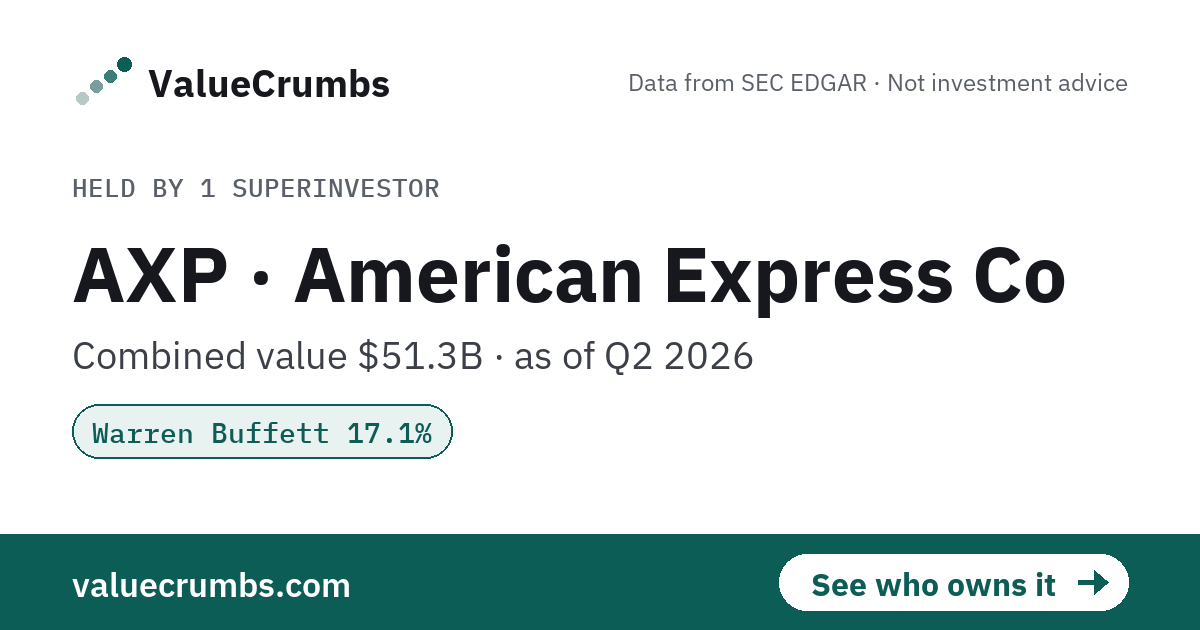 ValueCrumbs
Data from SEC EDGAR · Not investment advice
HELD BY 1 SUPERINVESTOR
AXP · American Express Co
Combined value $51.3B · as of Q2 2026
Warren Buffett 17.1%
valuecrumbs.com
See who owns it →